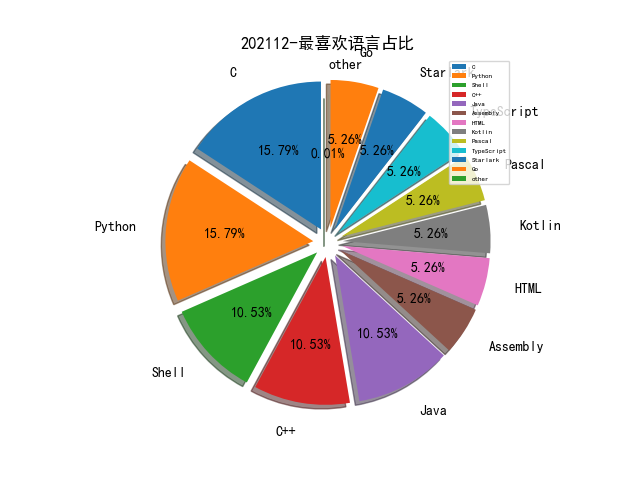 202112-最喜欢语言占比
Go
other
C
Python
Shell
C++
Java
Assembly
HTML
Kotlin
Pascal
TypeScript
Starlark
15.79%
15.79%
10.53%
10.53%
10.53%
5.26%
5.26%
5.26%
5.26%
5.26%
5.26%
5.26%
0.01%
C
Python
Shell
C++
Java
Assembly
HTML
Kotlin
Pascal
TypeScript
Starlark
Go
other